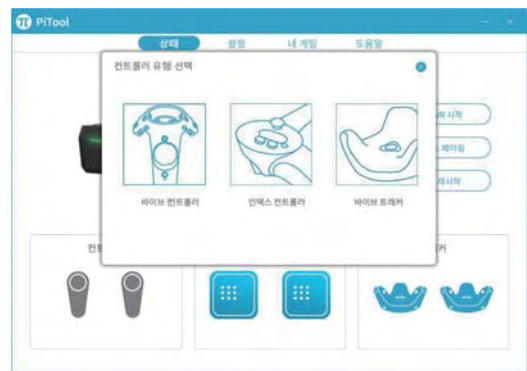 PiTool
상태 설정 내 게임 도움말
컨트롤러 유형 선택
시작
페어링
재시작
바이브 컨트롤러 인덱스 컨트롤러 바이브 트래커
컨트
커